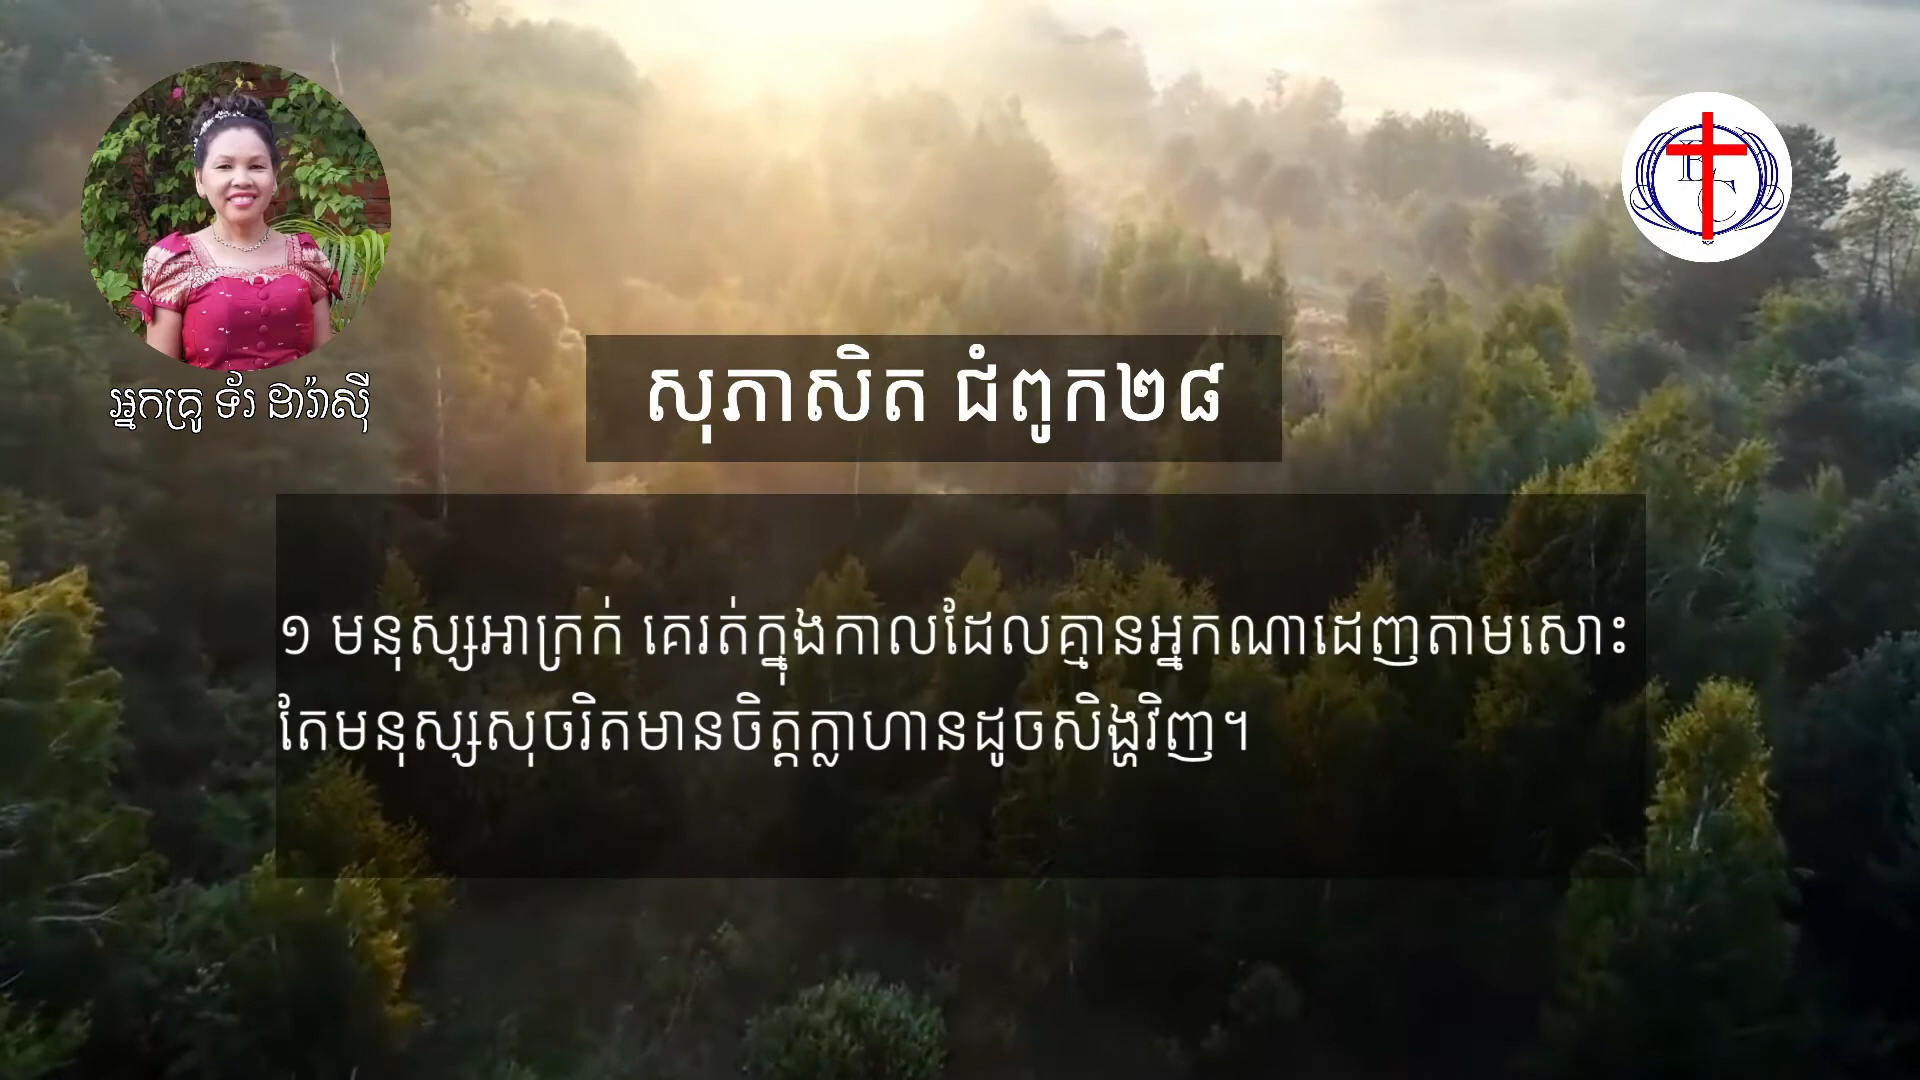 អ្នកគ្រូ ទ័រ ដារ៉ាស៊ី
EC
សុភាសិត ជំពូក២៨
១ មនុស្សអាក្រក់ គេរត់ក្នុងកាលដែលគ្មានអ្នកណាដេញតាមសោះ
តែមនុស្សសុចរិតមានចិត្តក្លាហានដូចសិង្ហវិញ។